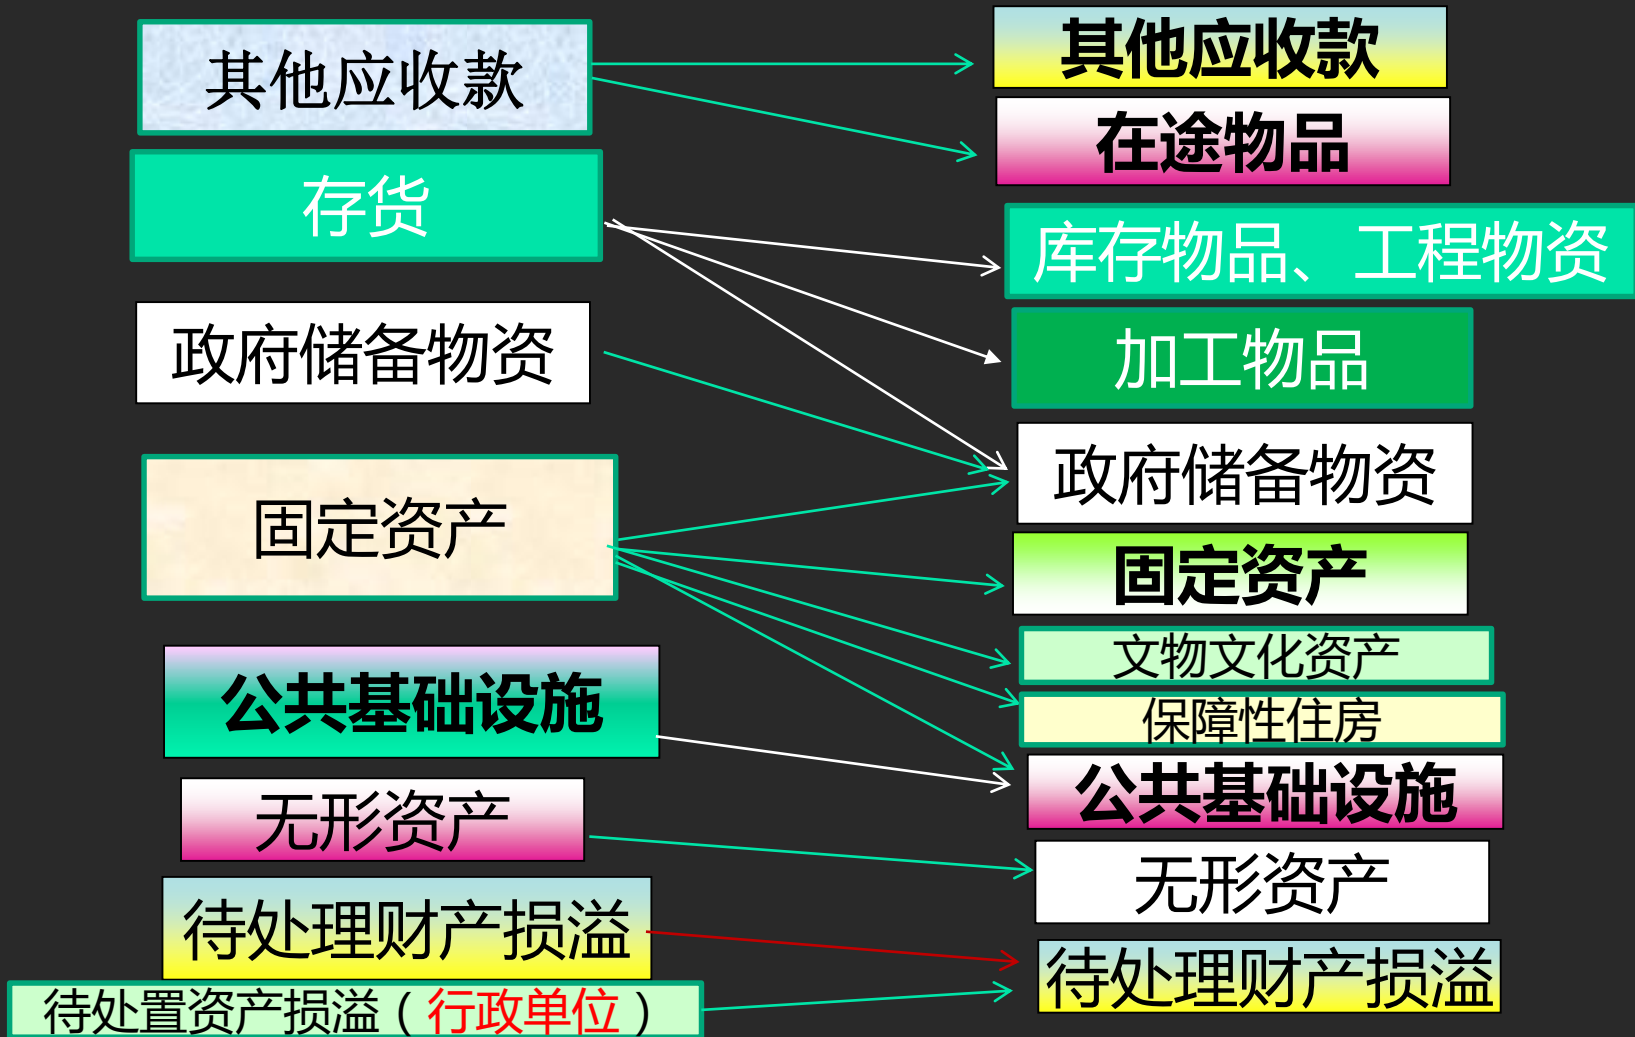 其他应收款
存货
政府储备物资
固定资产
公共基础设施
无形资产
待处理财产损溢
待处置资产损溢（行政单位）
其他应收款
在途物品
库存物品、工程物资
加工物品
政府储备物资
固定资产
文物文化资产
保障性住房
公共基础设施
无形资产
待处理财产损溢